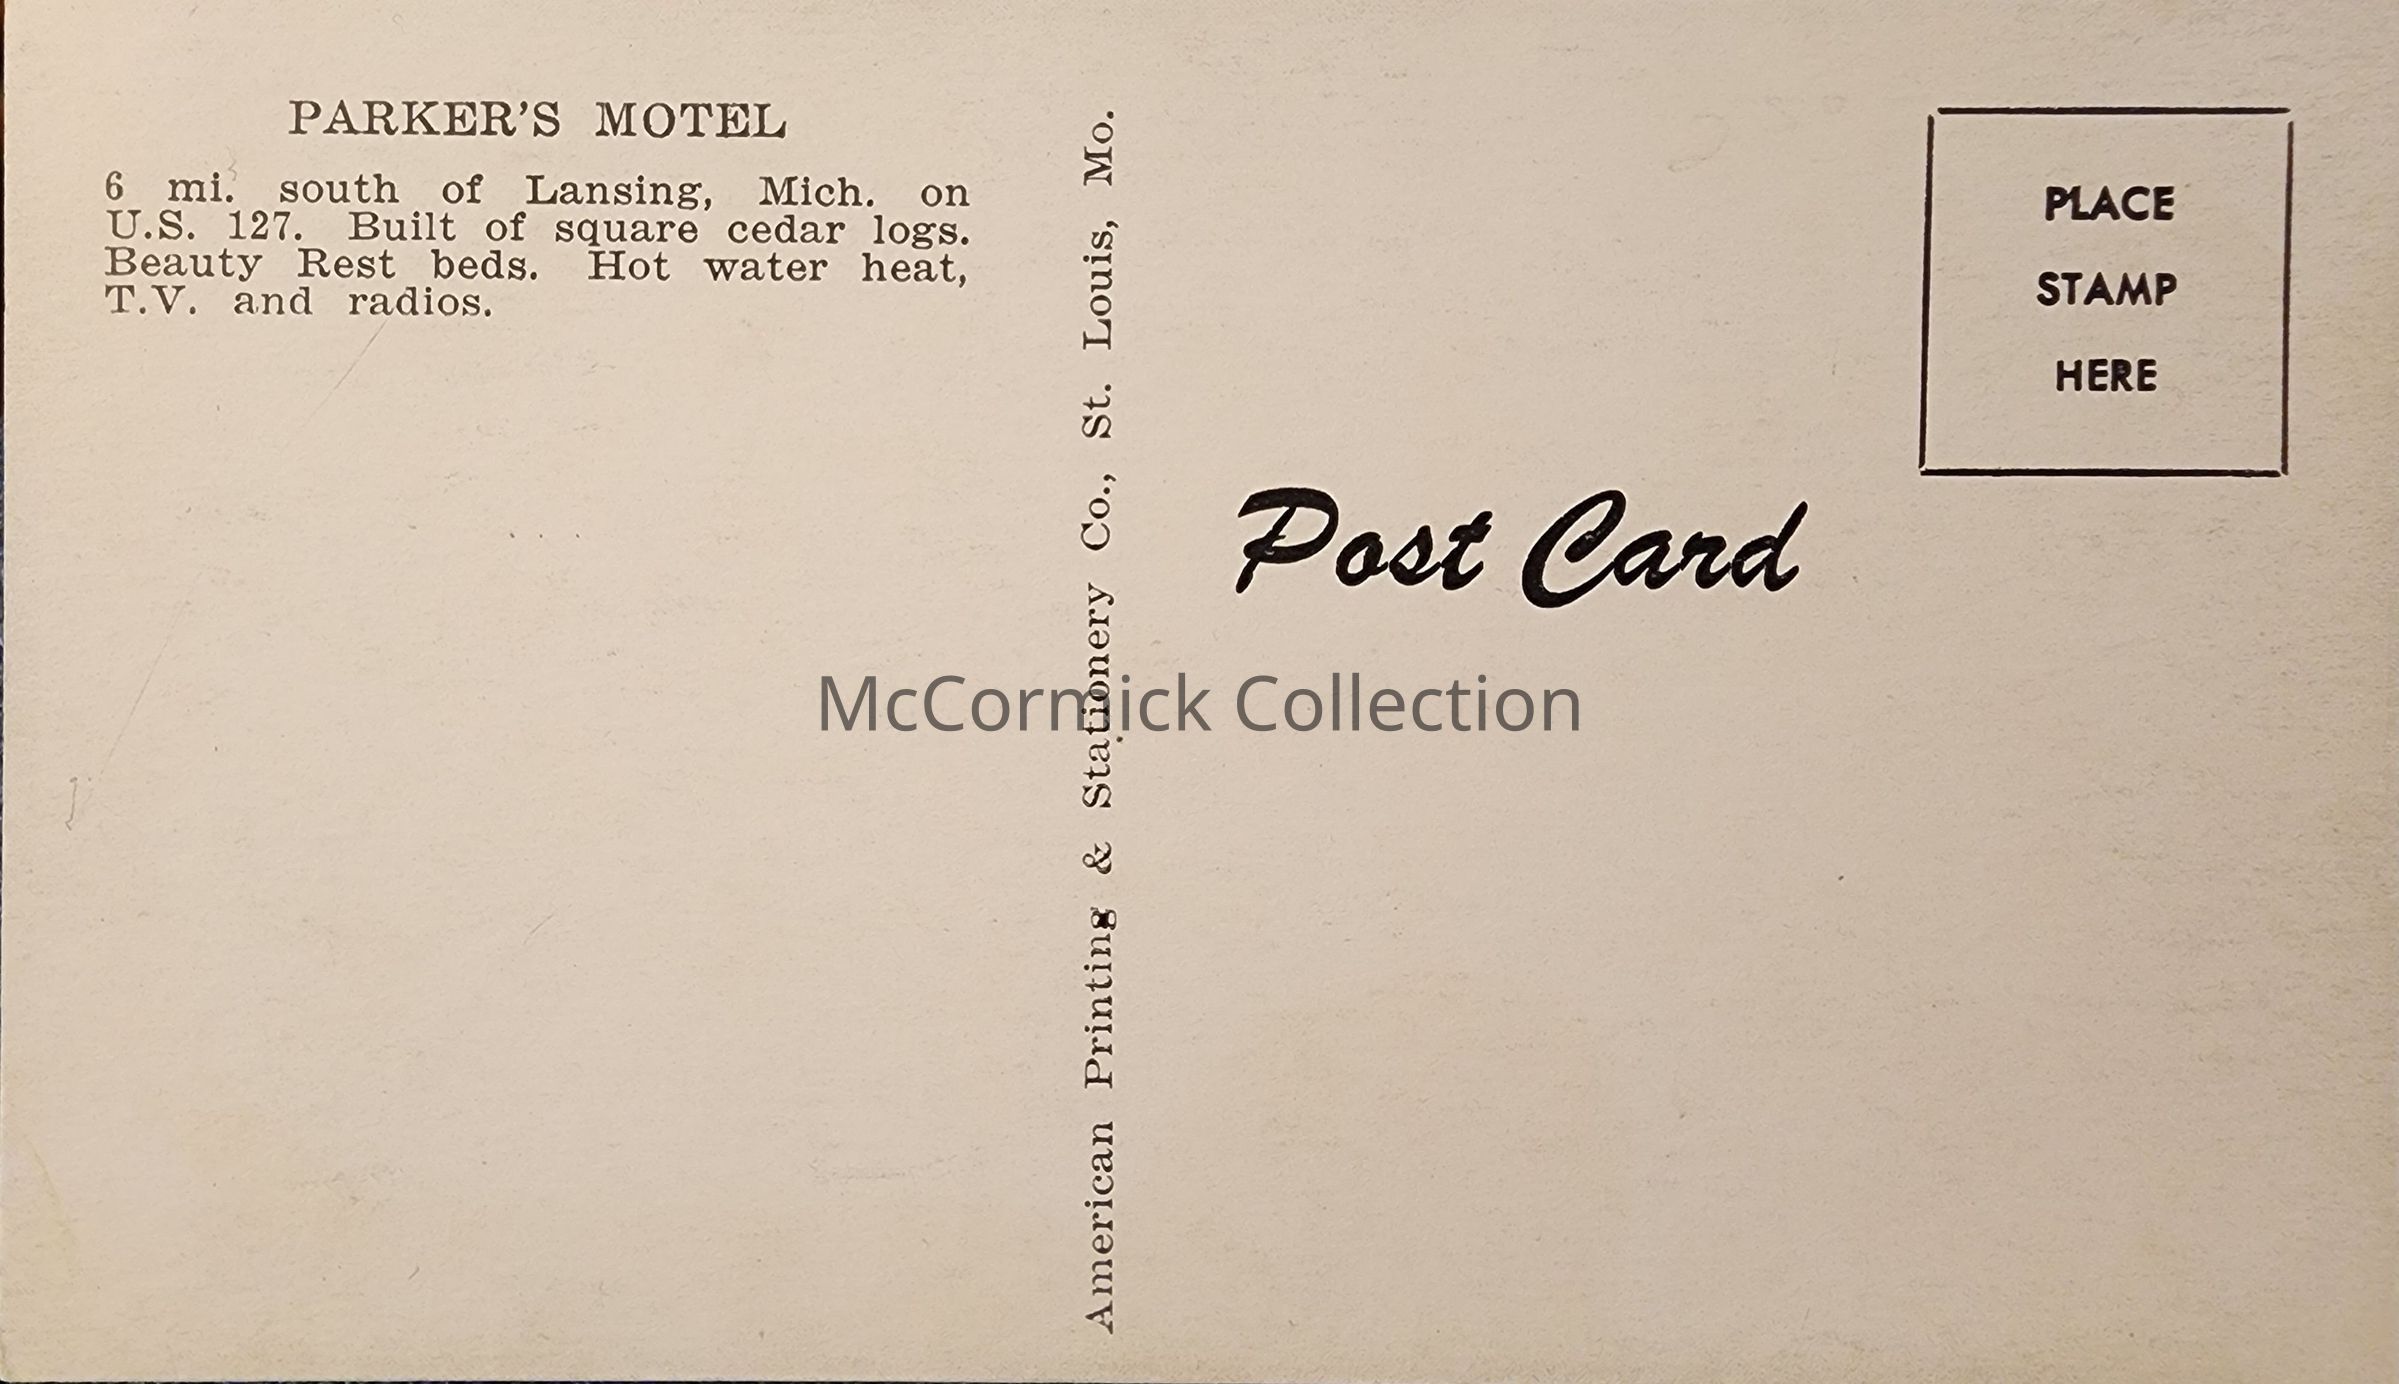 PARKER'S MOTEL
6 mi. south of Lansing, Mich. on
U.S. 127. Built of square cedar logs.
Beauty Rest beds. Hot water heat,
T.V. and radios.
American Printing & Stationery Co., St. Louis, Mo.
PLACE
STAMP
HERE
Post Card
McCormick Collection